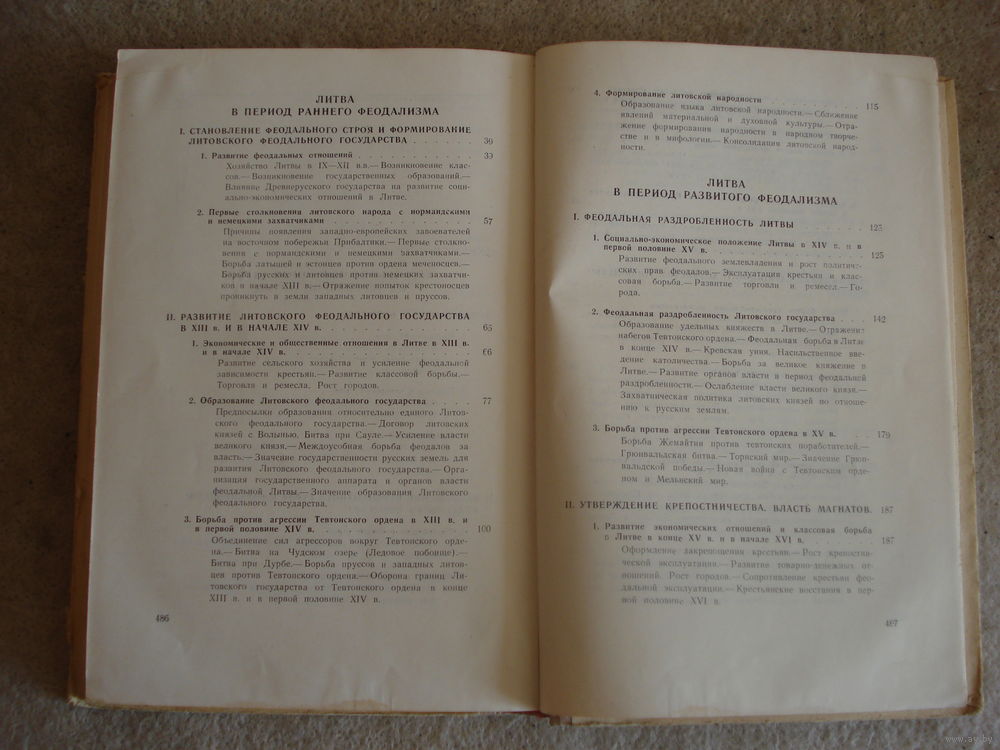 ЛИТВА
В ПЕРИОД РАННЕГО ФЕОДАЛИЗМА
I. СТАНОВЛЕНИЕ ФЕОДАЛЬНОГО СТРОЯ И ФОРМИРОВАНИЕ
ЛИТОВСКОГО ФЕОДАЛЬНОГО ГОСУДАРСТВА . . . . . . 39
1. Развитие феодальных отношений . . . . . . . . . . . 39
Хозяйство Литвы в IX—XII в.в.— Возникновение клас-
сов.— Возникновение государственных образований.—
Влияние Древнерусского государства на развитие соци-
ально-экономических отношений в Литве.
2. Первые столкновения литовского народа с нормандскими
и немецкими захватчиками . . . . . . . . . . . . . 57
Причины появления западно-европейских завоевателей
на восточном побережьи Прибалтики.— Первые столкно-
вения с нормандскими и немецкими захватчиками.—
Борьба латышей и эстонцев против ордена меченосцев.—
Борьба русских и литовцев против немецких захватчи-
ков в начале XIII в.— Отражение попыток крестоносцев
проникнуть в земли западных литовцев и пруссов.
II. РАЗВИТИЕ ЛИТОВСКОГО ФЕОДАЛЬНОГО ГОСУДАРСТВА
В XIII в. И В НАЧАЛЕ XIV в. . . . . . . . . . . . . . 65
1. Экономические и общественные отношения в Литве в XIII в.
и в начале XIV в. . . . . . . . . . . . . . . . . 66
Развитие сельского хозяйства и усиление феодальной
зависимости крестьян.— Развитие классовой борьбы.—
Торговля и ремесла. Рост городов.
2. Образование Литовского феодального государства . . . . 77
Предпосылки образования относительно единого Литов-
ского феодального государства.— Договор литовских
князей с Волынью. Битва при Сауле.— Усиление власти
великого князя.— Междоусобная борьба феодалов за
власть.— Значение государственности русских земель для
развития Литовского феодального государства.— Орга-
низация государственного аппарата и органов власти
феодальной Литвы.— Значение образования Литовского
феодального государства.
3. Борьба против агрессии Тевтонского ордена в XIII в. и
в первой половине XIV в. . . . . . . . . . . . . . 100
Объединение сил агрессоров вокруг Тевтонского орде-
на.— Битва на Чудском озере (Ледовое побоище).—
Битва при Дурбе.— Борьба пруссов и западных литов-
цев против Тевтонского ордена.— Оборона границ Ли-
товского государства от Тевтонского ордена в конце
XIII в. и в первой половине XIV в.
486
4. Формирование литовской народности . . . . . . . . . 115
Образование языка литовской народности.— Сближение
явлений материальной и духовной культуры.— Отра-
жение формирования народности в народном творче-
стве и в мифологии.— Консолидация литовской народ-
ности.
ЛИТВА
В ПЕРИОД РАЗВИТОГО ФЕОДАЛИЗМА
I. ФЕОДАЛЬНАЯ РАЗДРОБЛЕННОСТЬ ЛИТВЫ . . . . . . . 125
1. Социально-экономическое положение Литвы в XIV в. и в
первой половине XV в. . . . . . . . . . . . . . . 125
Развитие феодального землевладения и рост политиче-
ских прав феодалов.— Эксплуатация крестьян и клас-
совая борьба.— Развитие торговли и ремесел.— Го-
рода.
2. Феодальная раздробленность Литовского государства . . . 142
Образование удельных княжеств в Литве.— Отражение
набегов Тевтонского ордена.— Феодальная борьба в Литве
в конце XIV в.— Кревская уния. Насильственное вве-
дение католичества.— Борьба за великое княжение в
Литве.— Развитие органов власти в период феодальной
раздробленности.— Ослабление власти великого князя.—
Захватническая политика литовских князей по отноше-
нию к русским землям.
3. Борьба против агрессии Тевтонского ордена в XV в. . . . 179
Борьба Жемайтии против тевтонских поработителей.—
Грюнвальдская битва.— Торнский мир.— Значение Грюн-
вальдской победы.— Новая война с Тевтонским орде-
ном и Мельнский мир.
II. УТВЕРЖДЕНИЕ КРЕПОСТНИЧЕСТВА. ВЛАСТЬ МАГНАТОВ. 187
1. Развитие экономических отношений и классовая борьба
в Литве в конце XV в. и в начале XVI в. . . . . . . . 187
Оформление закрепощения крестьян.— Рост крепостни-
ческой эксплуатации.— Развитие товарно-денежных от-
ношений. Рост городов.— Сопротивление крестьян фео-
дальной эксплуатации.— Крестьянские восстания в пер-
вой половине XVI в.
487
www.ay.by